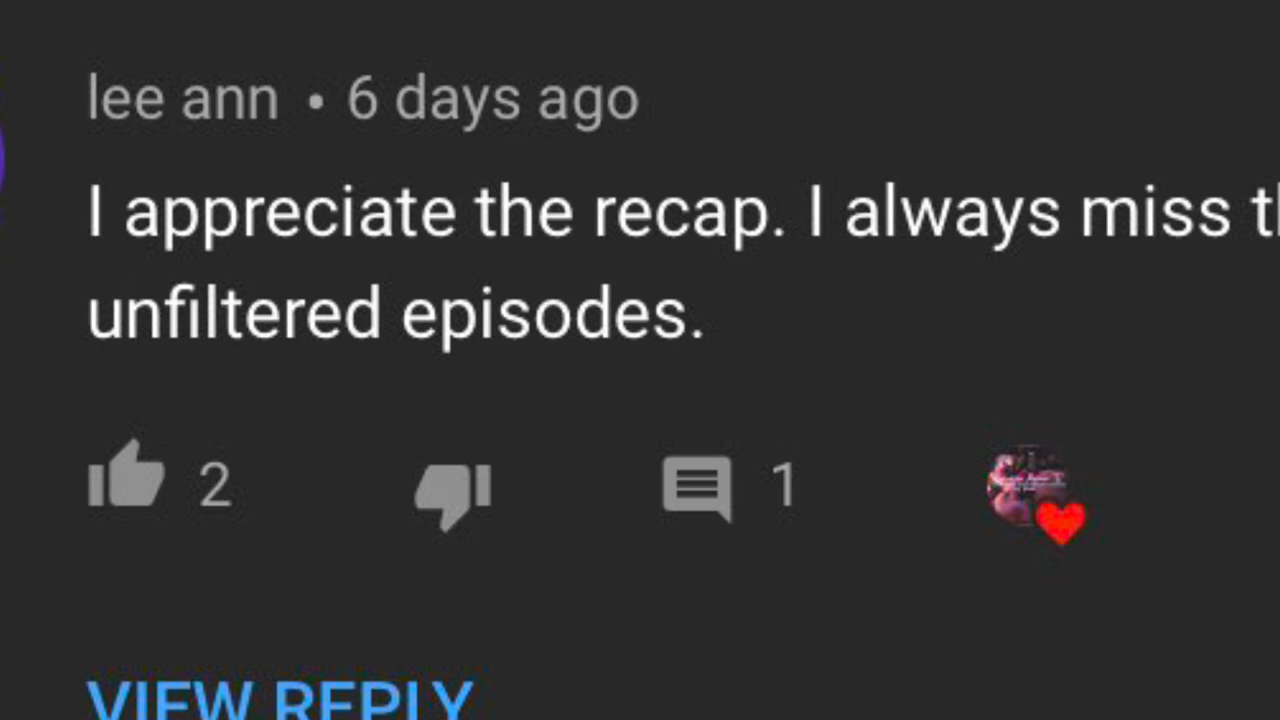 lee ann • 6 days ago
I appreciate the recap. I always miss
unfiltered episodes.
2
1
VIEW REPLY